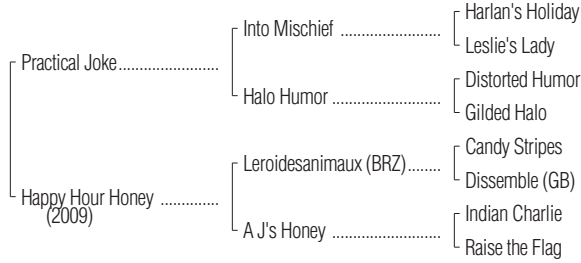 Harlan's Holiday
Into Mischief ....................
Leslie's Lady
Practical Joke....................
Distorted Humor
Halo Humor ......................
Gilded Halo
Candy Stripes
Leroidesanimaux (BRZ).......
Dissemble (GB)
Happy Hour Honey ............
(2009)
Indian Charlie
A J's Honey ......................
Raise the Flag